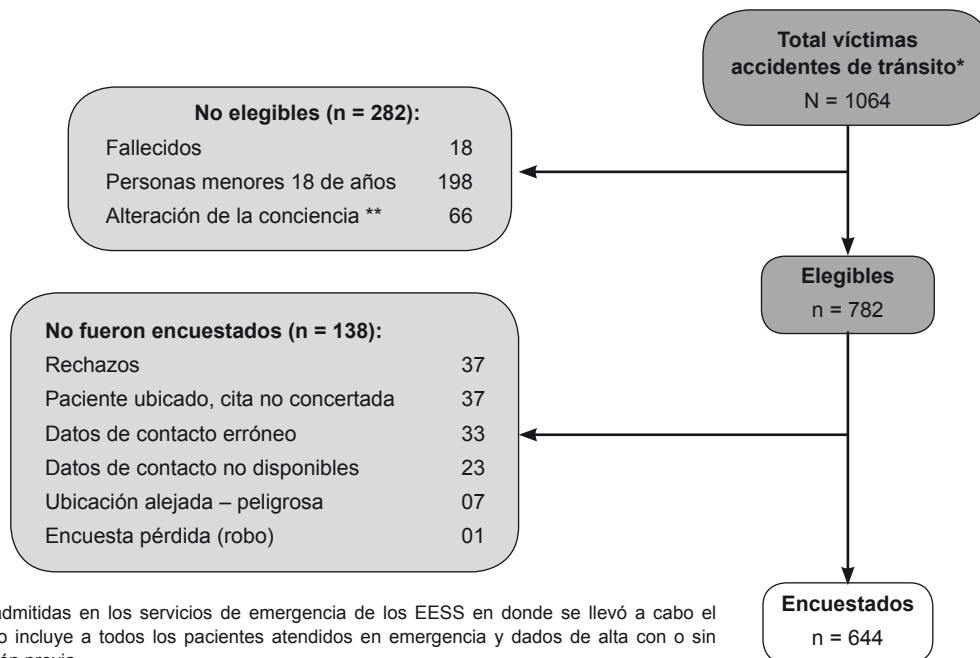 Total víctimas
accidentes de tránsito*
N = 1064
No elegibles (n = 282):
Fallecidos 18
Personas menores 18 de años 198
Alteración de la conciencia ** 66
Elegibles
n = 782
No fueron encuestados (n = 138):
Rechazos 37
Paciente ubicado, cita no concertada 37
Datos de contacto erróneo 33
Datos de contacto no disponibles 23
Ubicación alejada – peligrosa 07
Encuesta pérdida (robo) 01
Encuestados
n = 644
admitidas en los servicios de emergencia de los EESS en donde se llevó a cabo el
incluye a todos los pacientes atendidos en emergencia y dados de alta con o sin
previa